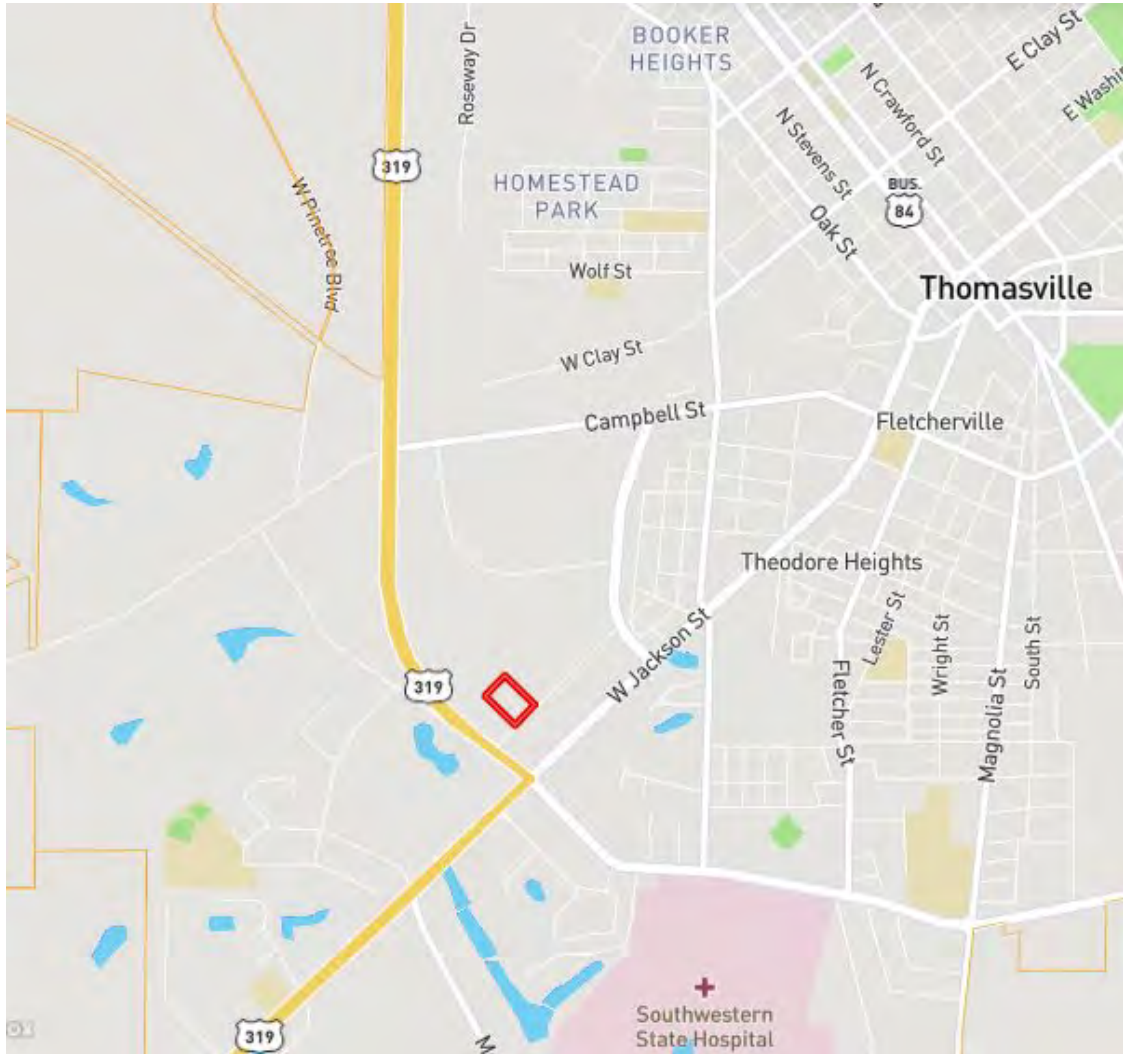 BOOKER
HEIGHTS
E Clay St
Roseway Dr
N Crawford St
319
HOMESTEAD
PARK
N Stevens St
BUS.
84
W Pinetree Blvd
Oak St
Wolf St
Thomasville
W Clay St
Campbell St
Fletcherville
Theodore Heights
Lester St
Wright St
South St
W Jackson St
319
Fletcher St
Magnolia St
Southwestern
State Hospital
319
M